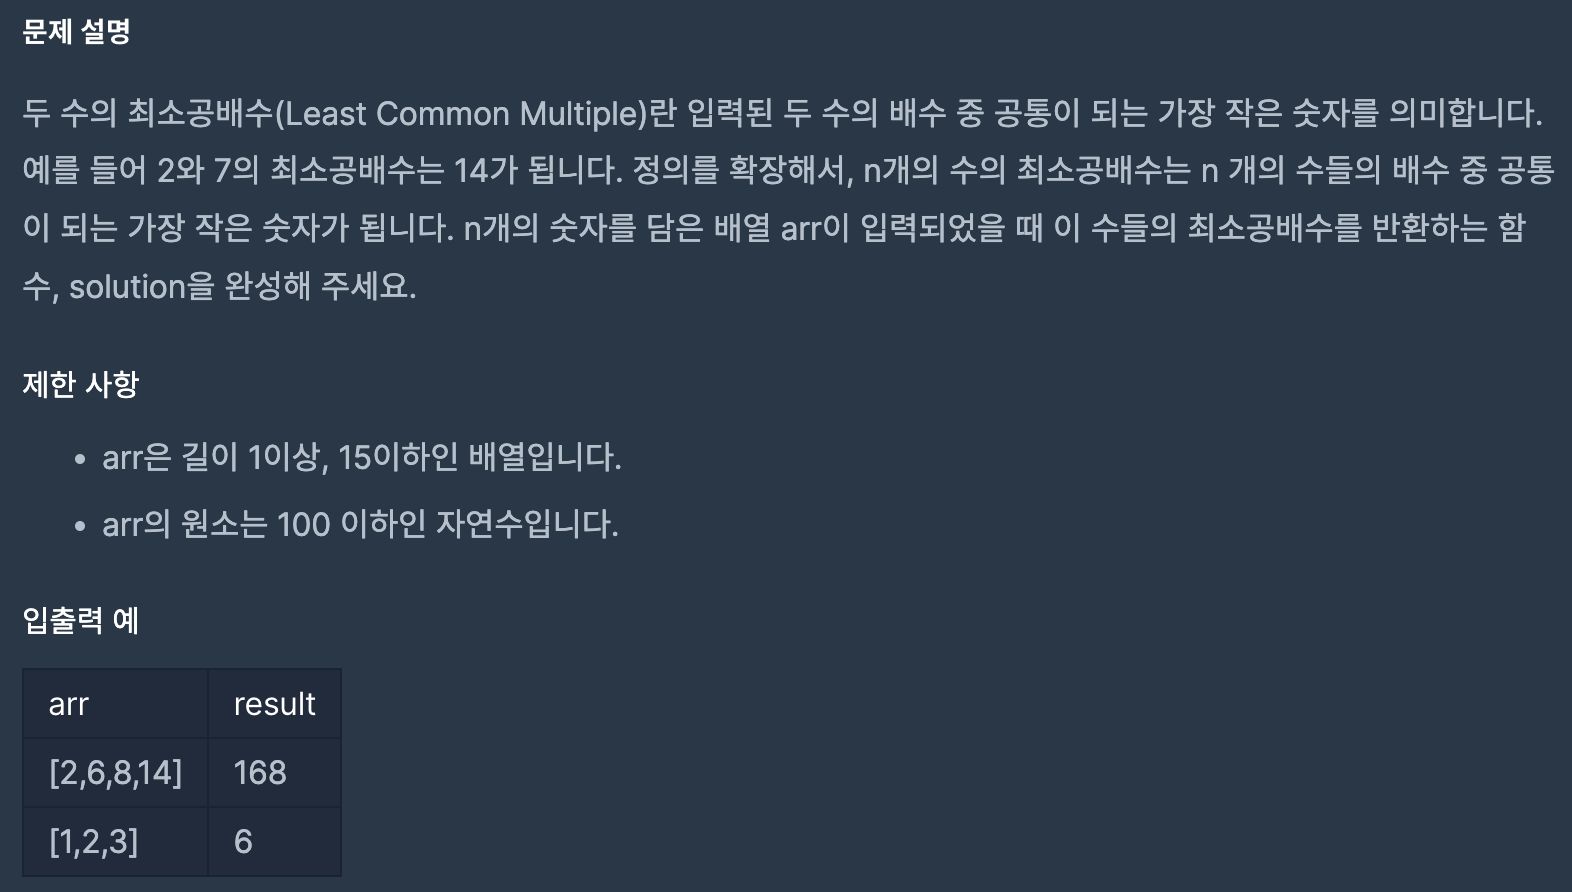 문제 설명
두 수의 최소공배수(Least Common Multiple)란 입력된 두 수의 배수 중 공통이 되는 가장 작은 숫자를 의미합니다.
예를 들어 2와 7의 최소공배수는 14가 됩니다. 정의를 확장해서, n개의 수의 최소공배수는 n 개의 수들의 배수 중 공통
이 되는 가장 작은 숫자가 됩니다. n개의 숫자를 담은 배열 arr이 입력되었을 때 이 수들의 최소공배수를 반환하는 함
수, solution을 완성해 주세요.
제한 사항
• arr은 길이 1이상, 15이하인 배열입니다.
• arr의 원소는 100 이하인 자연수입니다.
입출력 예
arr result
[2,6,8,14] 168
[1,2,3] 6